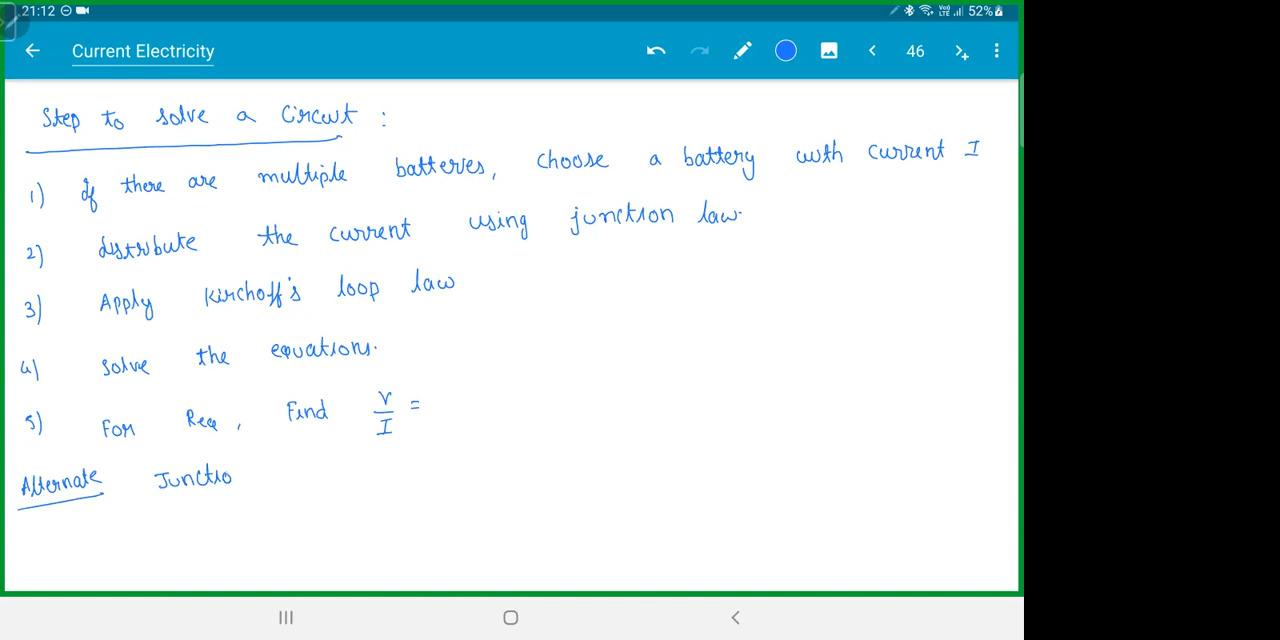 21:12 52%
Current Electricity 46
Step to solve a Circuit :
1) If there are multiple batteries, choose a battery with current I
2) distribute the current using junction law.
3) Apply Kirchoff's loop law
4) solve the equations.
5) For Req , Find V/I =
Alternate Junctio